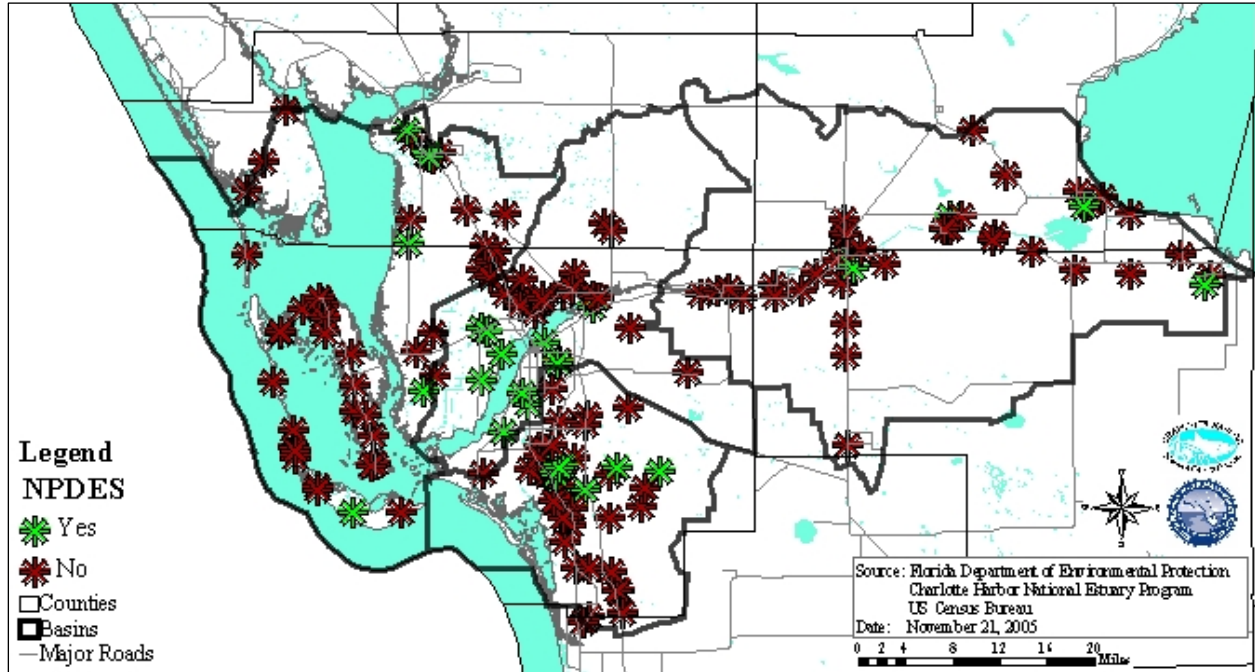 Legend
NPDES
Yes
No
Counties
Basins
Major Roads
Source: Florida Department of Environmental Protection
Charlotte Harbor National Estuary Program
US Census Bureau
Date: November 21, 2005
0 2 4 8 12 16 20
Miles